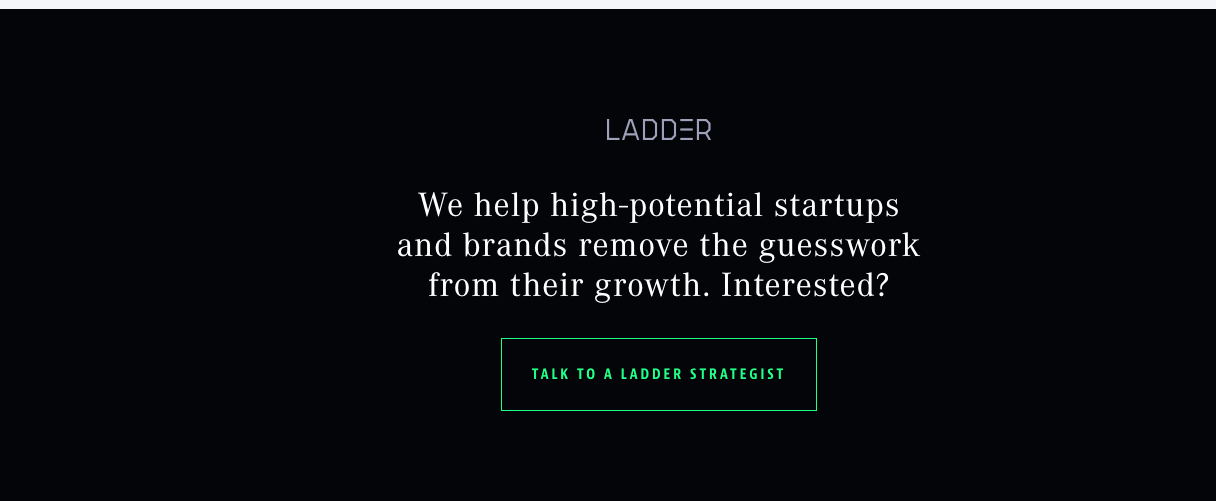 LADDER
We help high-potential startups
and brands remove the guesswork
from their growth. Interested?
TALK TO A LADDER STRATEGIST